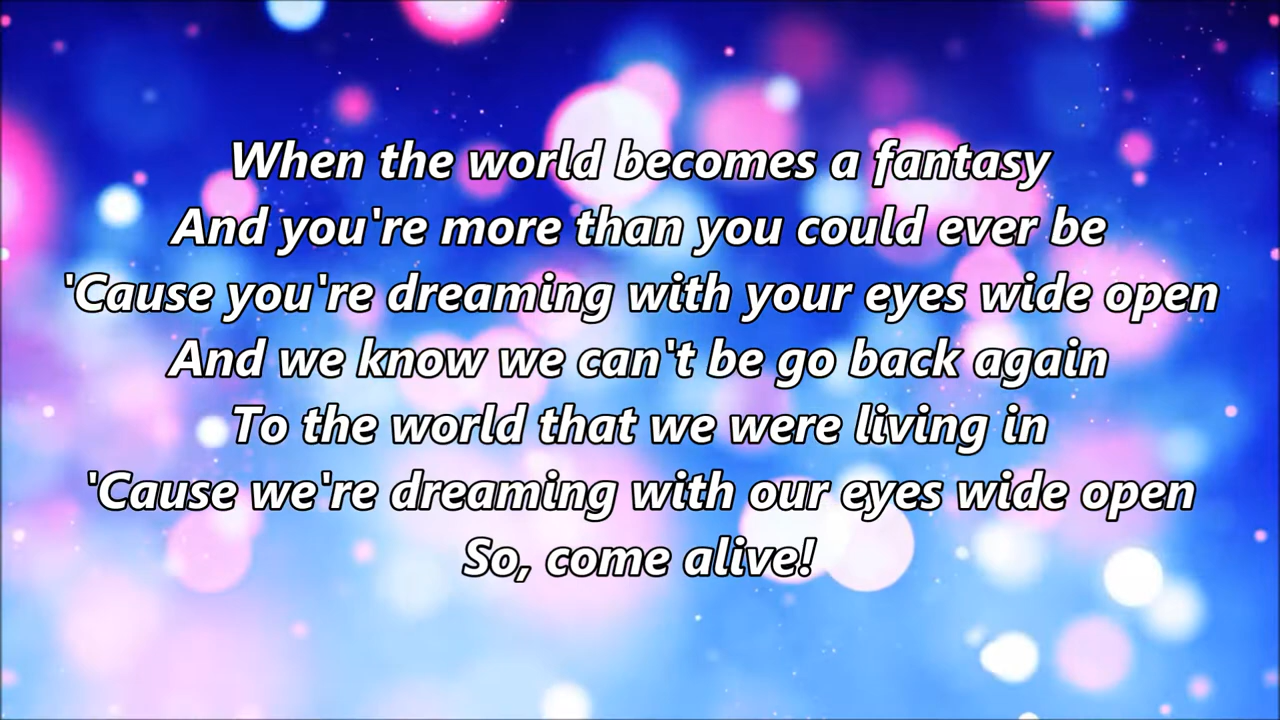 When the world becomes a fantasy
And you're more than you could ever be
'Cause you're dreaming with your eyes wide open
And we know we can't be go back again
To the world that we were living in
'Cause we're dreaming with our eyes wide open
So, come alive!